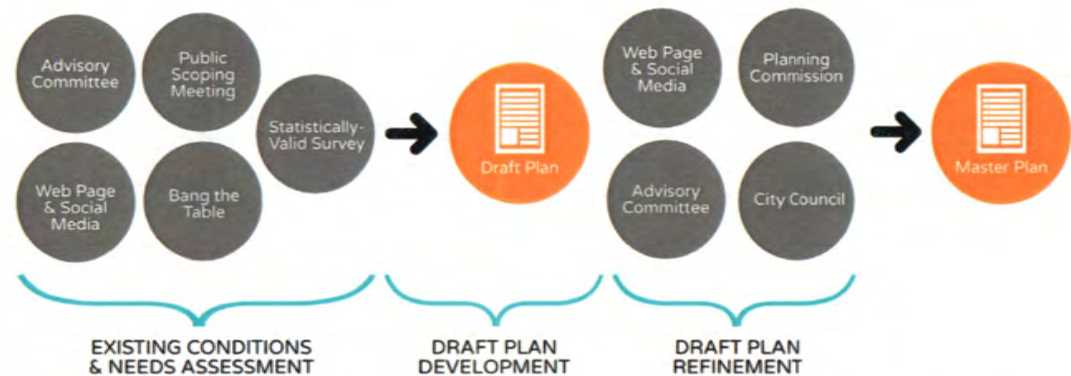 Advisory
Committee
Public
Scoping
Meeting
Statistically-
Valid Survey
Web Page
& Social
Media
Bang the
Table
Draft Plan
Web Page
& Social
Media
Planning
Commission
Advisory
Committee
City Council
Master Plan
EXISTING CONDITIONS
& NEEDS ASSESSMENT
DRAFT PLAN
DEVELOPMENT
DRAFT PLAN
REFINEMENT